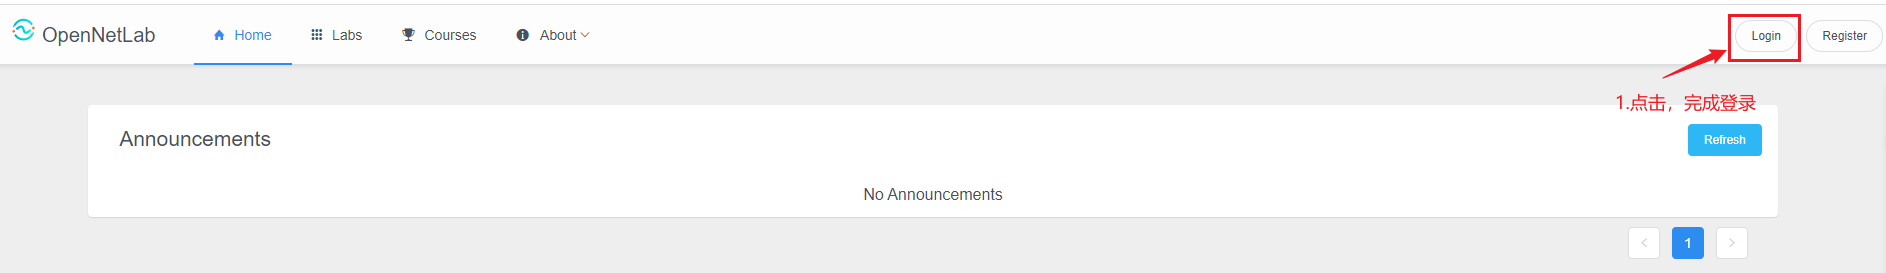 OpenNetLab Home Labs Courses About Login Register
1.点击，完成登录
Announcements
Refresh
No Announcements
< 1 >